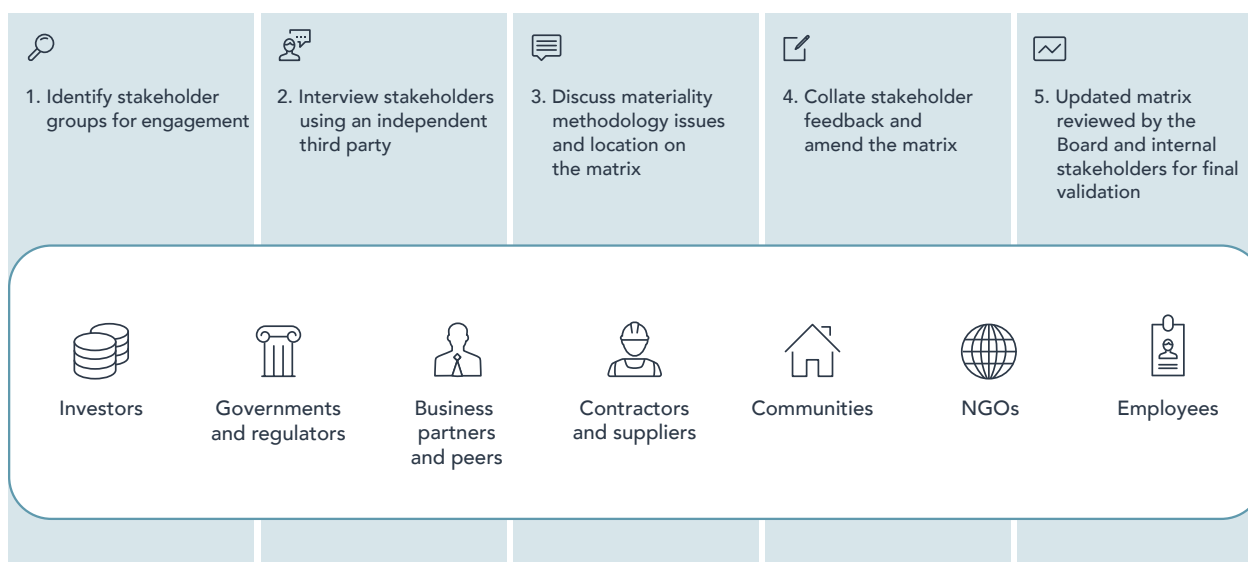 1. Identify stakeholder
groups for engagement
2. Interview stakeholders
using an independent
third party
3. Discuss materiality
methodology issues
and location on
the matrix
4. Collate stakeholder
feedback and
amend the matrix
5. Updated matrix
reviewed by the
Board and internal
stakeholders for final
validation
Investors
Governments
and regulators
Business
partners
and peers
Contractors
and suppliers
Communities
NGOs
Employees